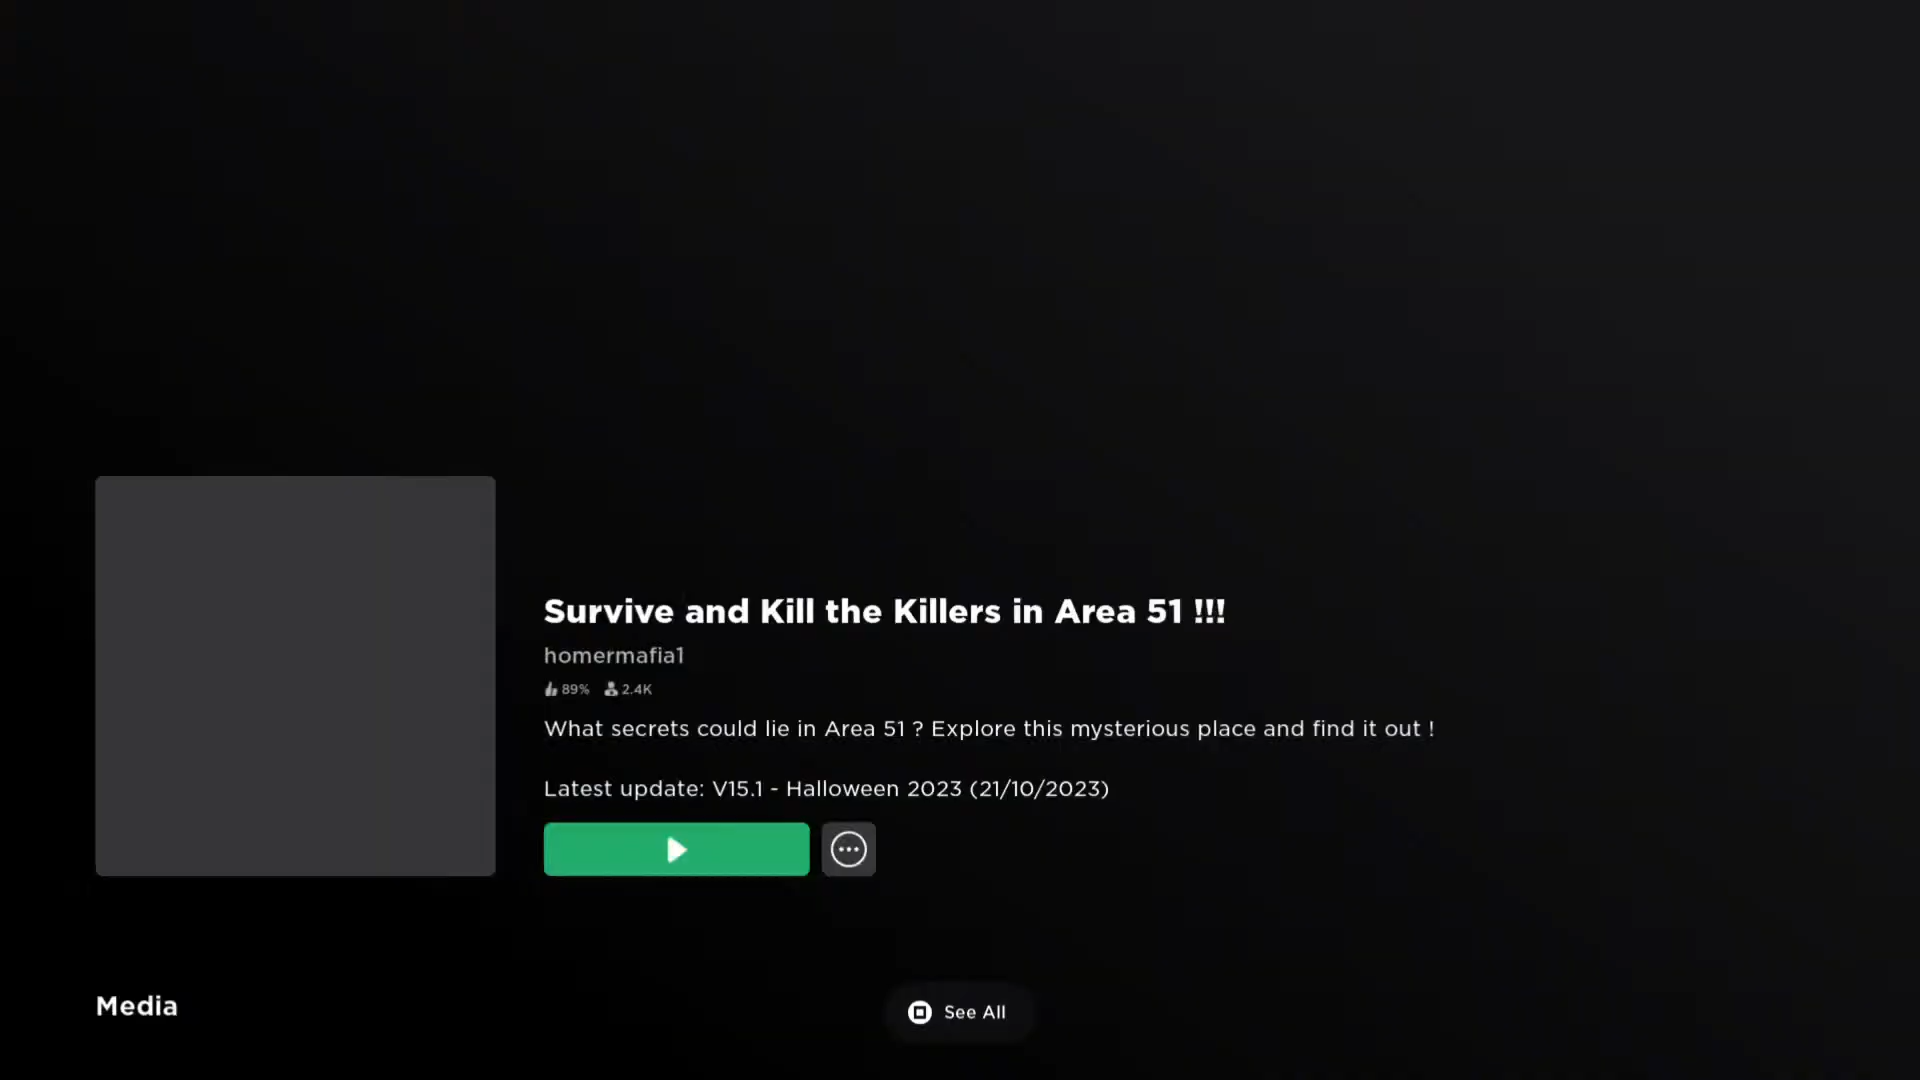 Survive and Kill the Killers in Area 51 !!!
homermafia1
89% 2.4K
What secrets could lie in Area 51 ? Explore this mysterious place and find it out !
Latest update: V15.1 - Halloween 2023 (21/10/2023)
Media
See All